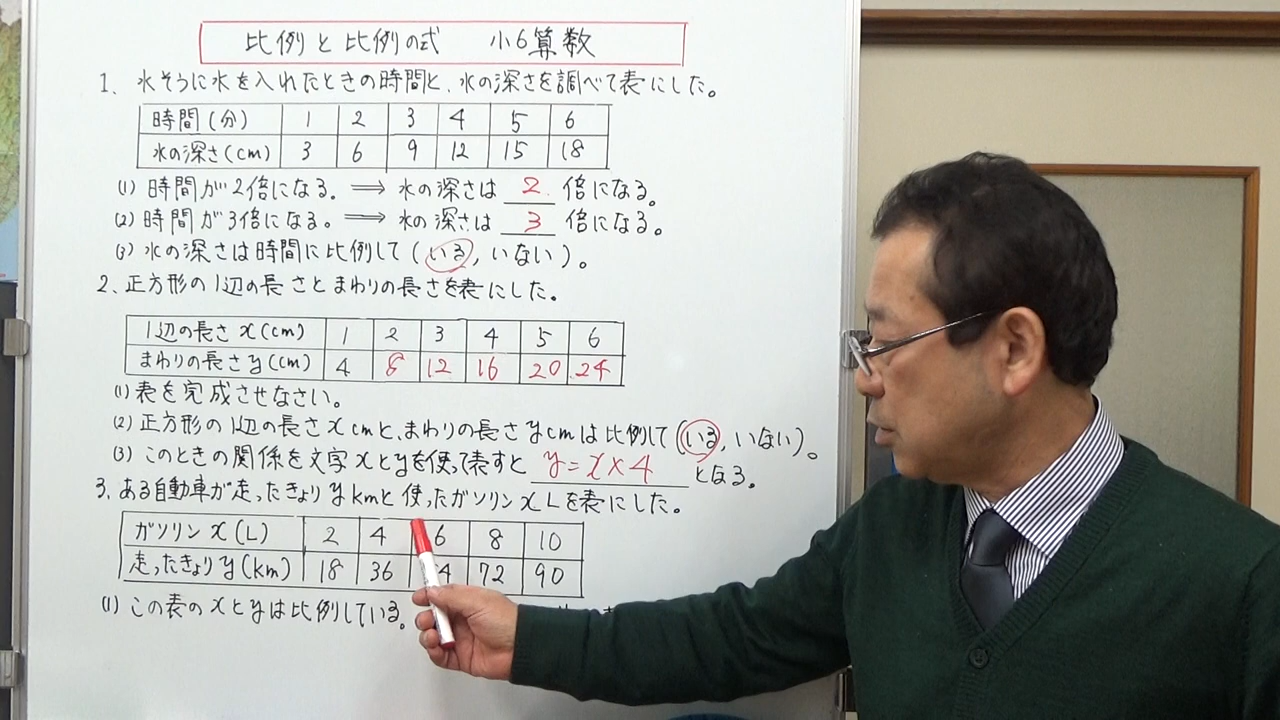 比例と比例の式 小6算数
1、水そうに水を入れたときの時間と、水の深さを調べて表にした。
時間(分) 1 2 3 4 5 6
水の深さ(cm) 3 6 9 12 15 18
(1) 時間が2倍になる。⟹ 水の深さは 2 倍になる。
(2) 時間が3倍になる。⟹ 水の深さは 3 倍になる。
(3) 水の深さは時間に比例して(いる,いない)。
2、正方形の1辺の長さとまわりの長さを表にした。
1辺の長さx(cm) 1 2 3 4 5 6
まわりの長さy(cm) 4 8 12 16 20 24
(1) 表を完成させなさい。
(2) 正方形の1辺の長さxcmと、まわりの長さycmは比例して(いる,いない)。
(3) このときの関係を文字xとyを使って表すと y=x×4 となる。
3、ある自動車が走ったきょりykmと使ったガソリンxLを表にした。
ガソリンx(L) 2 4 6 8 10
走ったきょりy(km) 18 36 4 72 90
(1) この表のxとyは比例している。